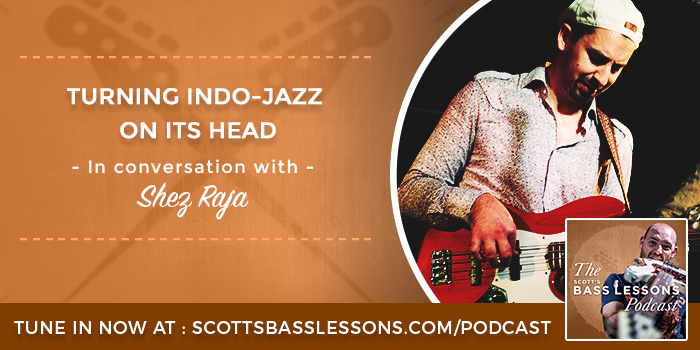 TURNING INDO-JAZZ
ON ITS HEAD
- In conversation with -
Shez Raja
The
SCOTT'S
BASS LESSONS
Podcast
TUNE IN NOW AT : SCOTTSBASSLESSONS.COM/PODCAST